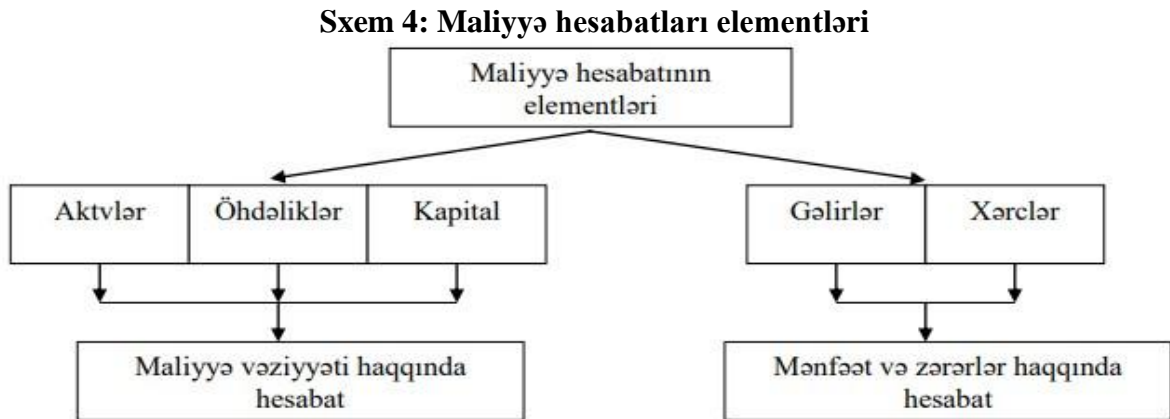 Sxem 4: Maliyyə hesabatları elementləri
Maliyyə hesabatının
elementləri
Aktvlər
Öhdəliklər
Kapital
Gəlirlər
Xərclər
Maliyyə vəziyyəti haqqında
hesabat
Mənfəət və zərərlər haqqında
hesabat